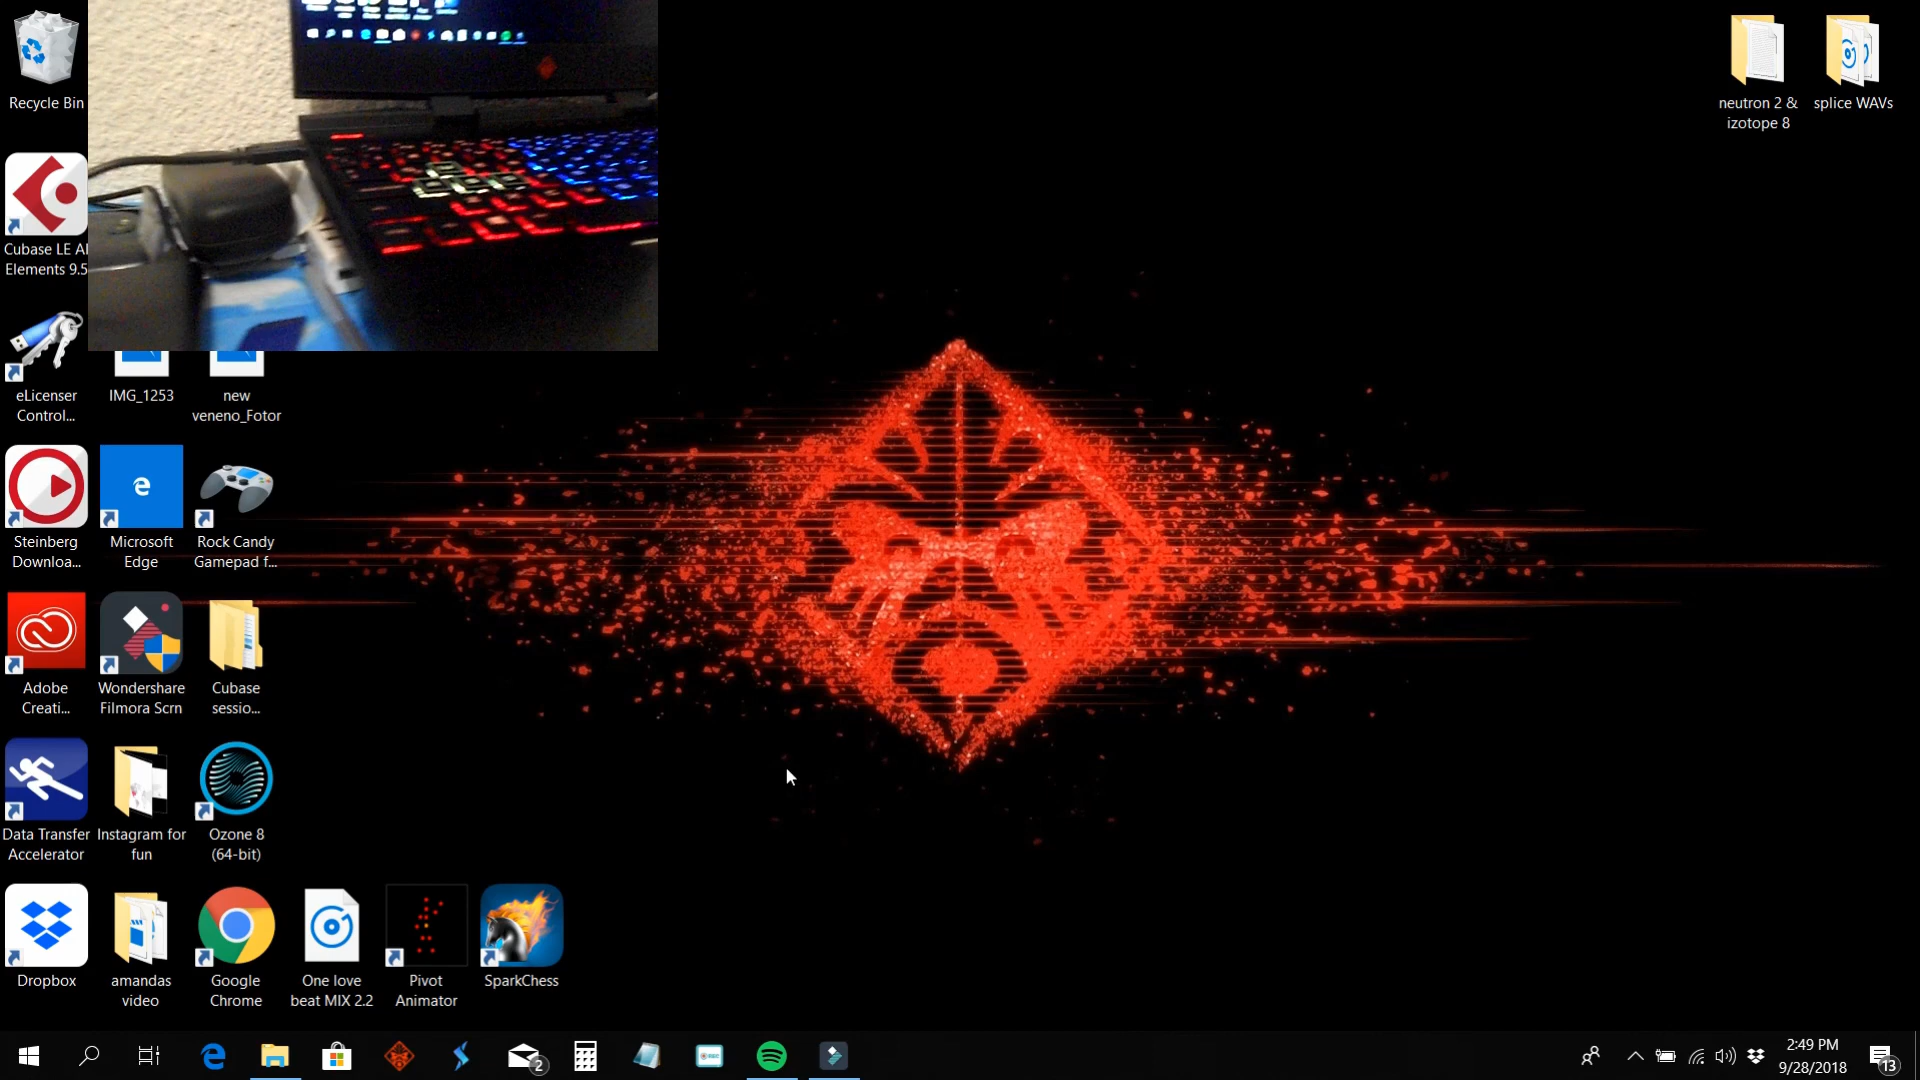 Recycle Bin
neutron 2 &
izotope 8
splice WAVs
Cubase LE AI
Elements 9.5
eLicenser
Control...
IMG_1253
new
veneno_Fotor
Steinberg
Downloa...
Microsoft
Edge
Rock Candy
Gamepad f...
Adobe
Creati...
Wondershare
Filmora Scrn
Cubase
sessio...
Data Transfer
Accelerator
Instagram for
fun
Ozone 8
(64-bit)
Dropbox
amandas
video
Google
Chrome
One love
beat MIX 2.2
Pivot
Animator
SparkChess
2
2:49 PM
9/28/2018
13